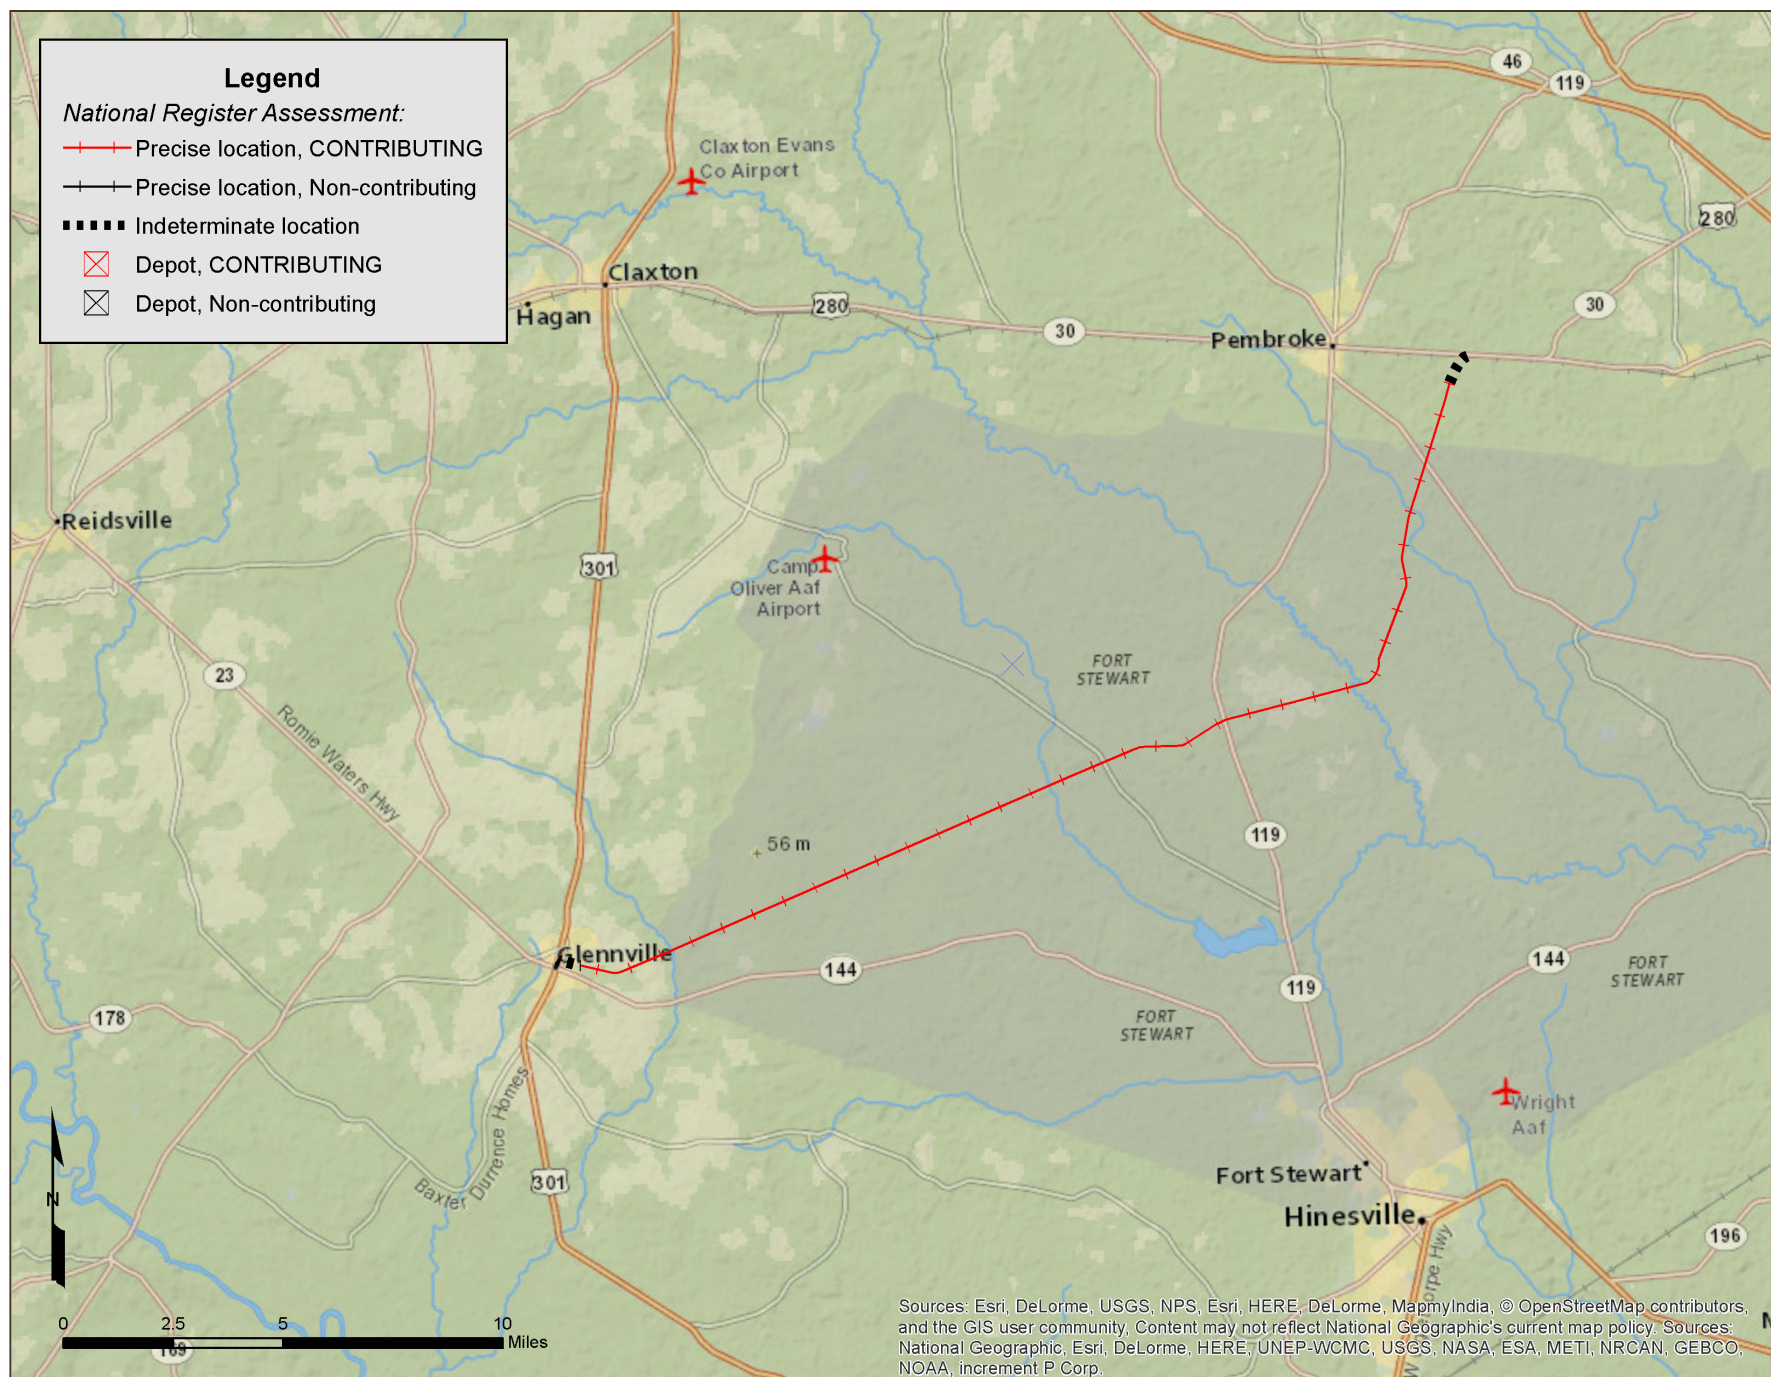 Legend
National Register Assessment:
Precise location, CONTRIBUTING
Precise location, Non-contributing
Indeterminate location
Depot, CONTRIBUTING
Depot, Non-contributing
46
119
Claxton Evans
Co Airport
280
Claxton
Hagan
280
30
30
Pembroke
Reidsville
301
Camp
Oliver Aaf
Airport
FORT
STEWART
23
Romie Waters Hwy
56 m
119
Glennville
144
144
119
FORT
STEWART
178
FORT
STEWART
Baxter Durrence Homes
Wright
Aaf
N
301
Fort Stewart
Hinesville
196
0 2.5 5 10
Miles
169
Sources: Esri, DeLorme, USGS, NPS, Esri, HERE, DeLorme, MapmyIndia, © OpenStreetMap contributors,
and the GIS user community, Content may not reflect National Geographic's current map policy. Sources:
National Geographic, Esri, DeLorme, HERE, UNEP-WCMC, USGS, NASA, ESA, METI, NRCAN, GEBCO,
NOAA, increment P Corp.